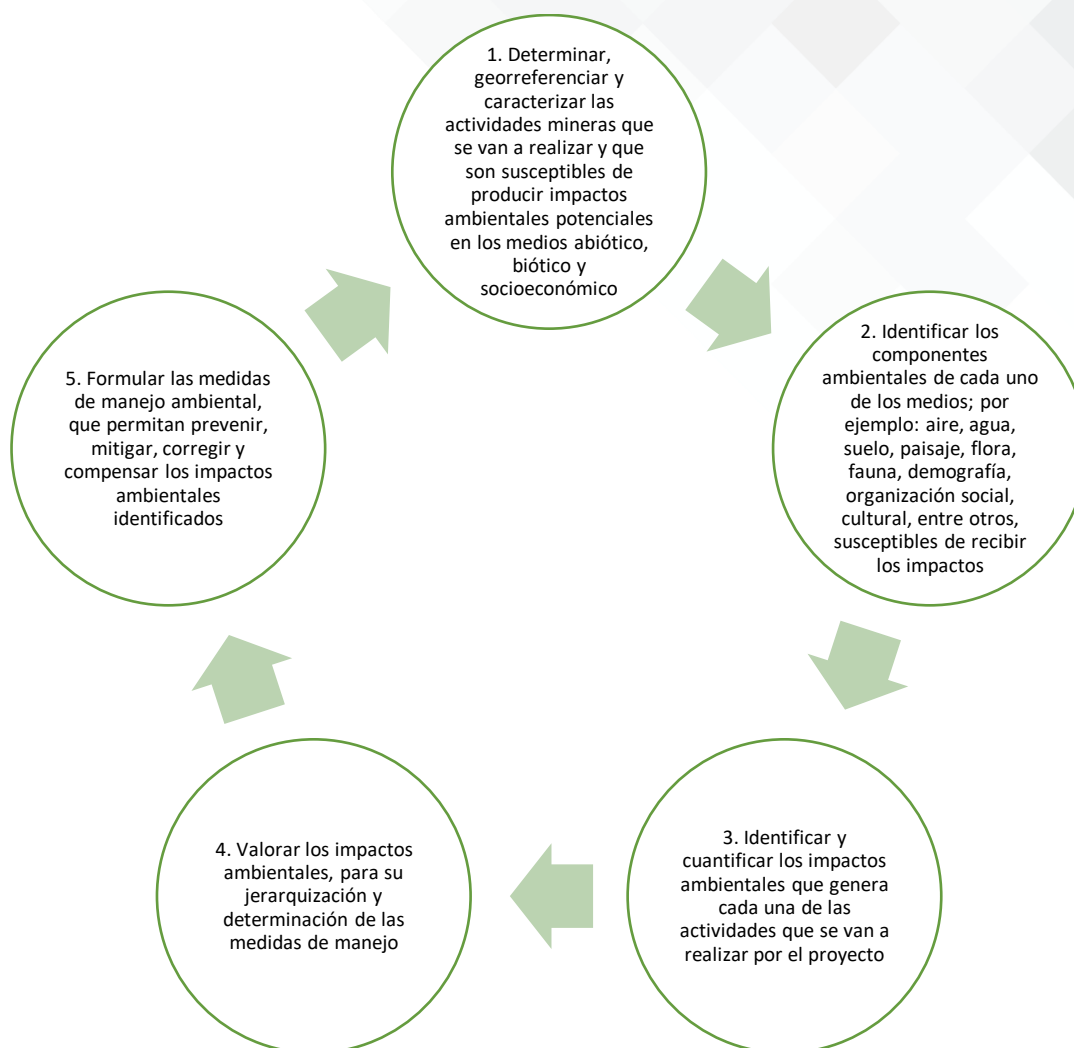 1. Determinar,
georreferenciar y
caracterizar las
actividades mineras que
se van a realizar y que
son susceptibles de
producir impactos
ambientales potenciales
en los medios abiótico,
biótico y
socioeconómico
2. Identificar los
componentes
ambientales de cada uno
de los medios; por
ejemplo: aire, agua,
suelo, paisaje, flora,
fauna, demografía,
organización social,
cultural, entre otros,
susceptibles de recibir
los impactos
3. Identificar y
cuantificar los impactos
ambientales que genera
cada una de las
actividades que se van a
realizar por el proyecto
4. Valorar los impactos
ambientales, para su
jerarquización y
determinación de las
medidas de manejo
5. Formular las medidas
de manejo ambiental,
que permitan prevenir,
mitigar, corregir y
compensar los impactos
ambientales
identificados